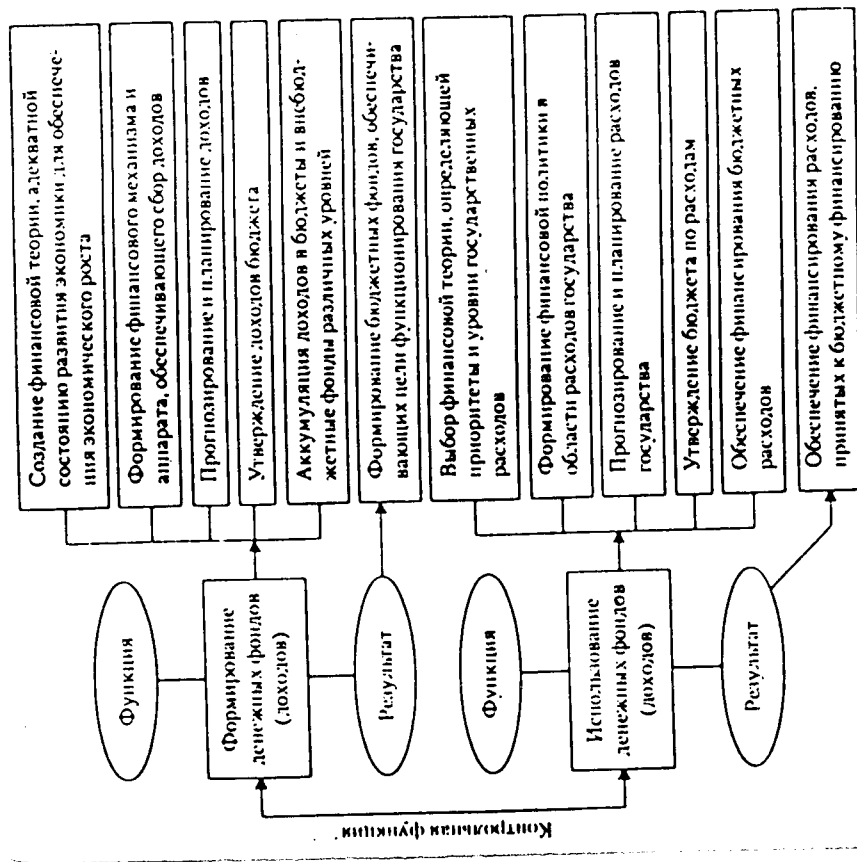 Контрольная функция
Функция
Формирование
денежных фондов
(доходов)
Результат
Создание финансовой теории, адекватной
состоянию развития экономики для обеспече-
ния экономического роста
Формирование финансового механизма и
аппарата, обеспечивающего сбор доходов
Прогнозирование и планирование доходов
Утверждение доходов бюджета
Аккумуляция доходов в бюджеты и внебюд-
жетные фонды различных уровней
Формирование бюджетных фондов, обеспечи-
вающих цели функционирования государства
Функция
Использование
денежных фондов
(доходов)
Результат
Выбор финансовой теории, определяющей
приоритеты и уровни государственных
расходов
Формирование финансовой политики в
области расходов государства
Прогнозирование и планирование расходов
государства
Утверждение бюджета по расходам
Обеспечение финансирования бюджетных
расходов
Обеспечение финансирования расходов,
принятых к бюджетному финансированию